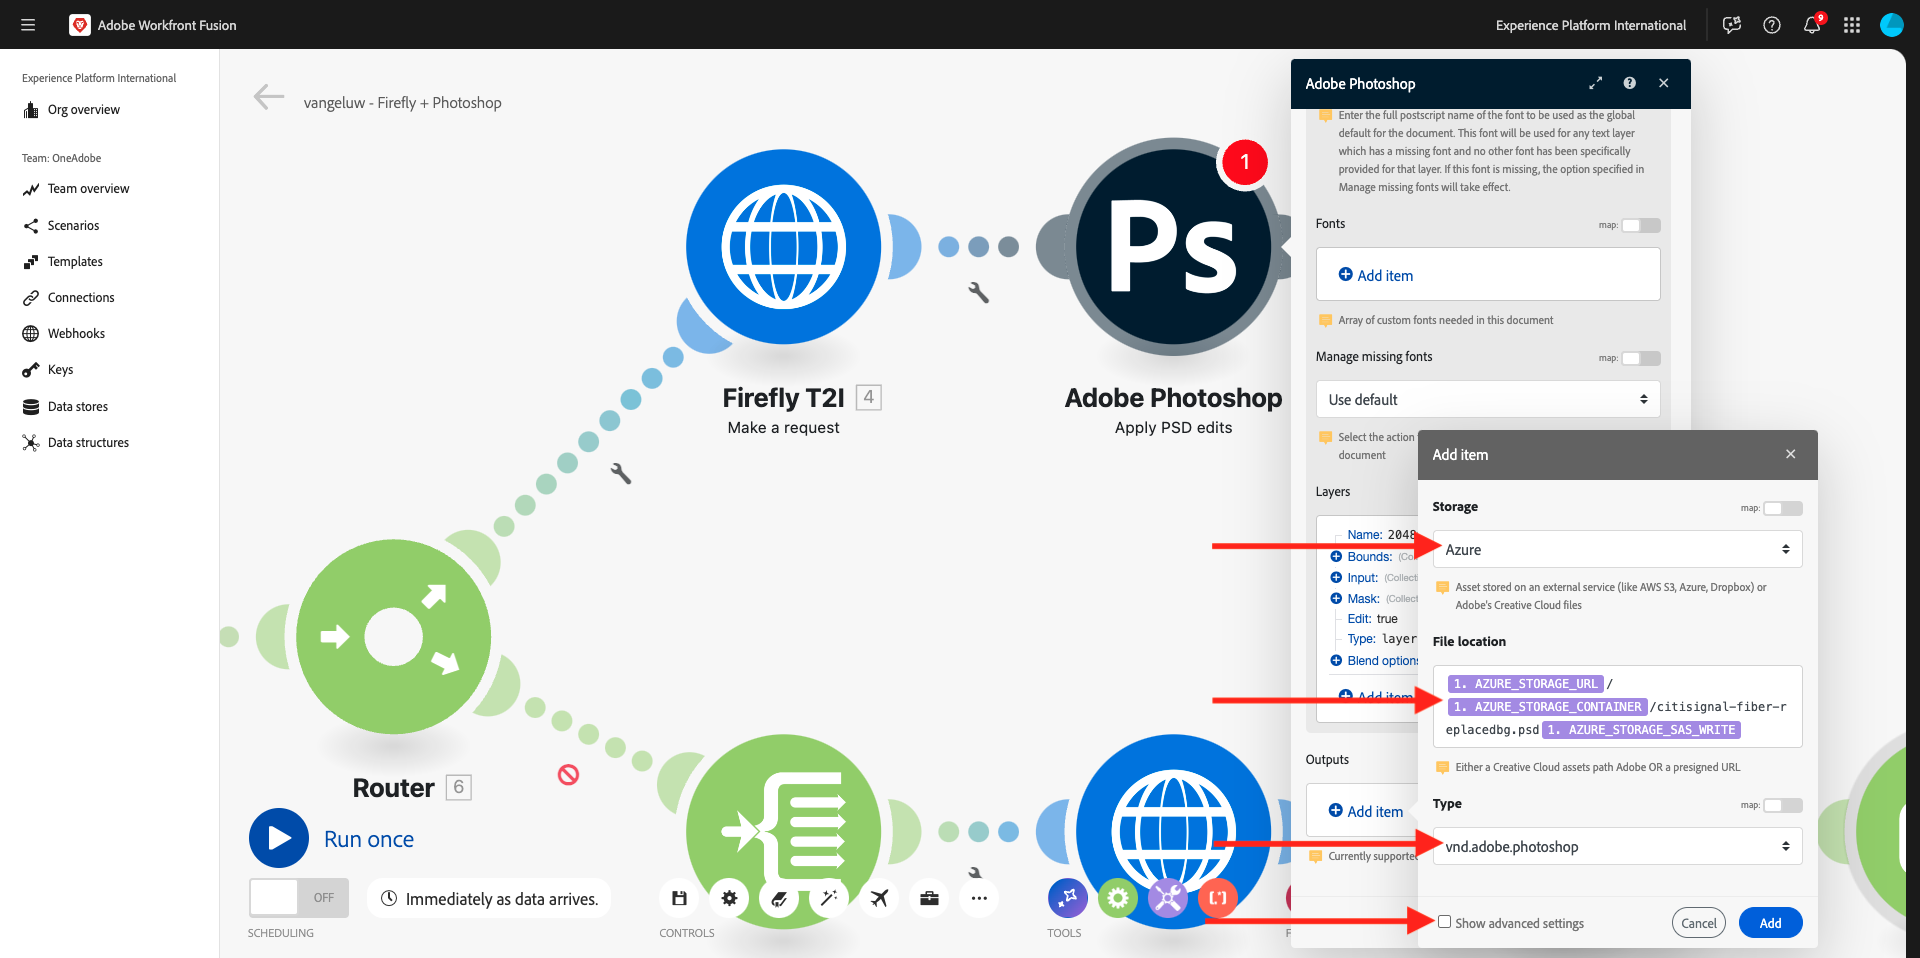 Adobe Workfront Fusion
Experience Platform International
9
Experience Platform International
Org overview
Team: OneAdobe
Team overview
Scenarios
Templates
Connections
Webhooks
Keys
Data stores
Data structures
vangeluw - Firefly + Photoshop
Firefly T2I 4
Make a request
Ps
1
Adobe Photoshop
Apply PSD edits
Router 6
Run once
OFF
Immediately as data arrives.
SCHEDULING
CONTROLS
TOOLS
Adobe Photoshop
Enter the full postscript name of the font to be used as the global
default for the document. This font will be used for any text layer
which has a missing font and no other font has been specifically
provided for that layer. If this font is missing, the option specified in
Manage missing fonts will take effect.
Fonts
map:
Add item
Array of custom fonts needed in this document
Manage missing fonts
map:
Use default
Select the action
document
Layers
Name: 2048
Bounds:
Input:
Mask:
Edit: true
Type: layer
Blend options
Add item
Outputs
Add item
Currently supported
Add item
Storage
map:
Azure
Asset stored on an external service (like AWS S3, Azure, Dropbox) or
Adobe's Creative Cloud files
File location
1. AZURE_STORAGE_URL /
1. AZURE_STORAGE_CONTAINER /citisignal-fiber-r
eplacedbg.psd 1. AZURE_STORAGE_SAS_WRITE
Either a Creative Cloud assets path Adobe OR a presigned URL
Type
map:
vnd.adobe.photoshop
Show advanced settings
Cancel
Add